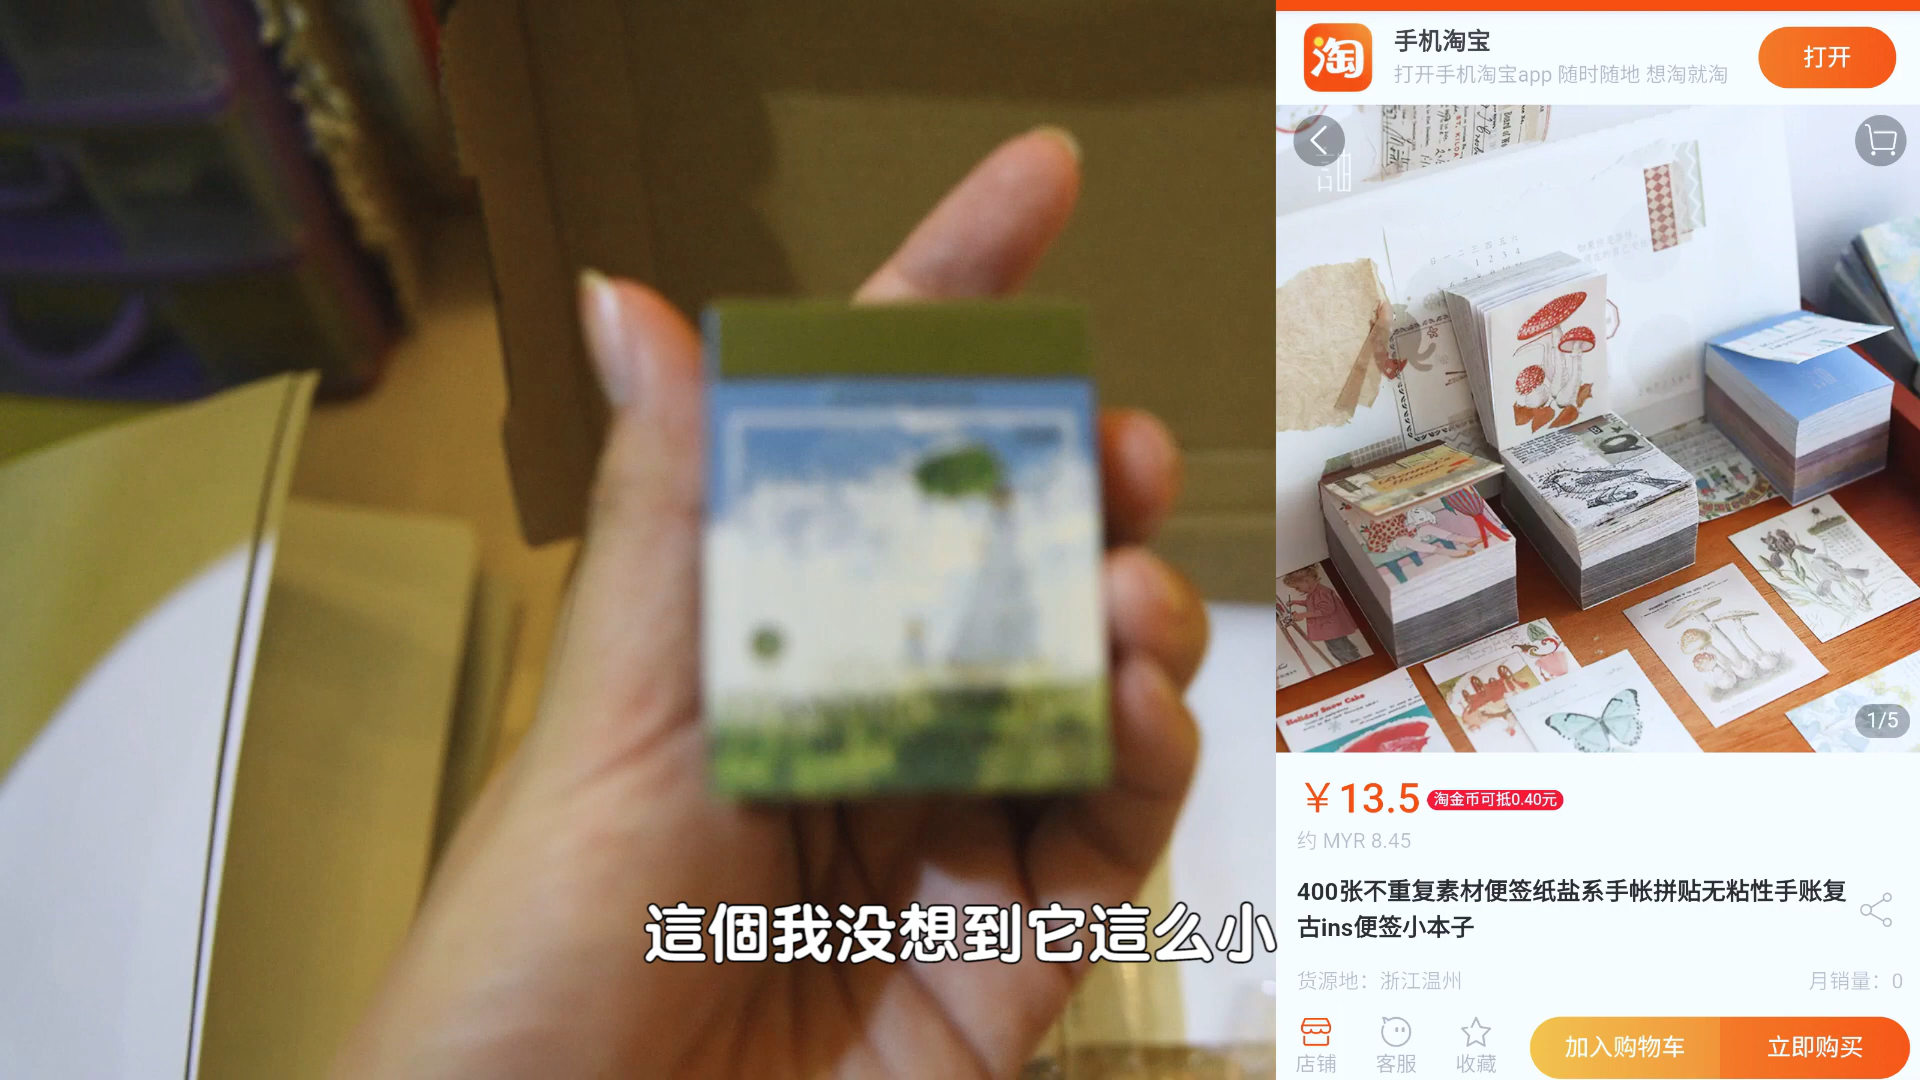 這個我没想到它這么小
手机淘宝
打开手机淘宝app 随时随地 想淘就淘
打开
Holiday Snow Cake
1/5
￥13.5 淘金币可抵0.40元
约 MYR 8.45
400张不重复素材便签纸盐系手帐拼贴无粘性手账复
古ins便签小本子
货源地：浙江温州
月销量：0
店铺
客服
收藏
加入购物车
立即购买